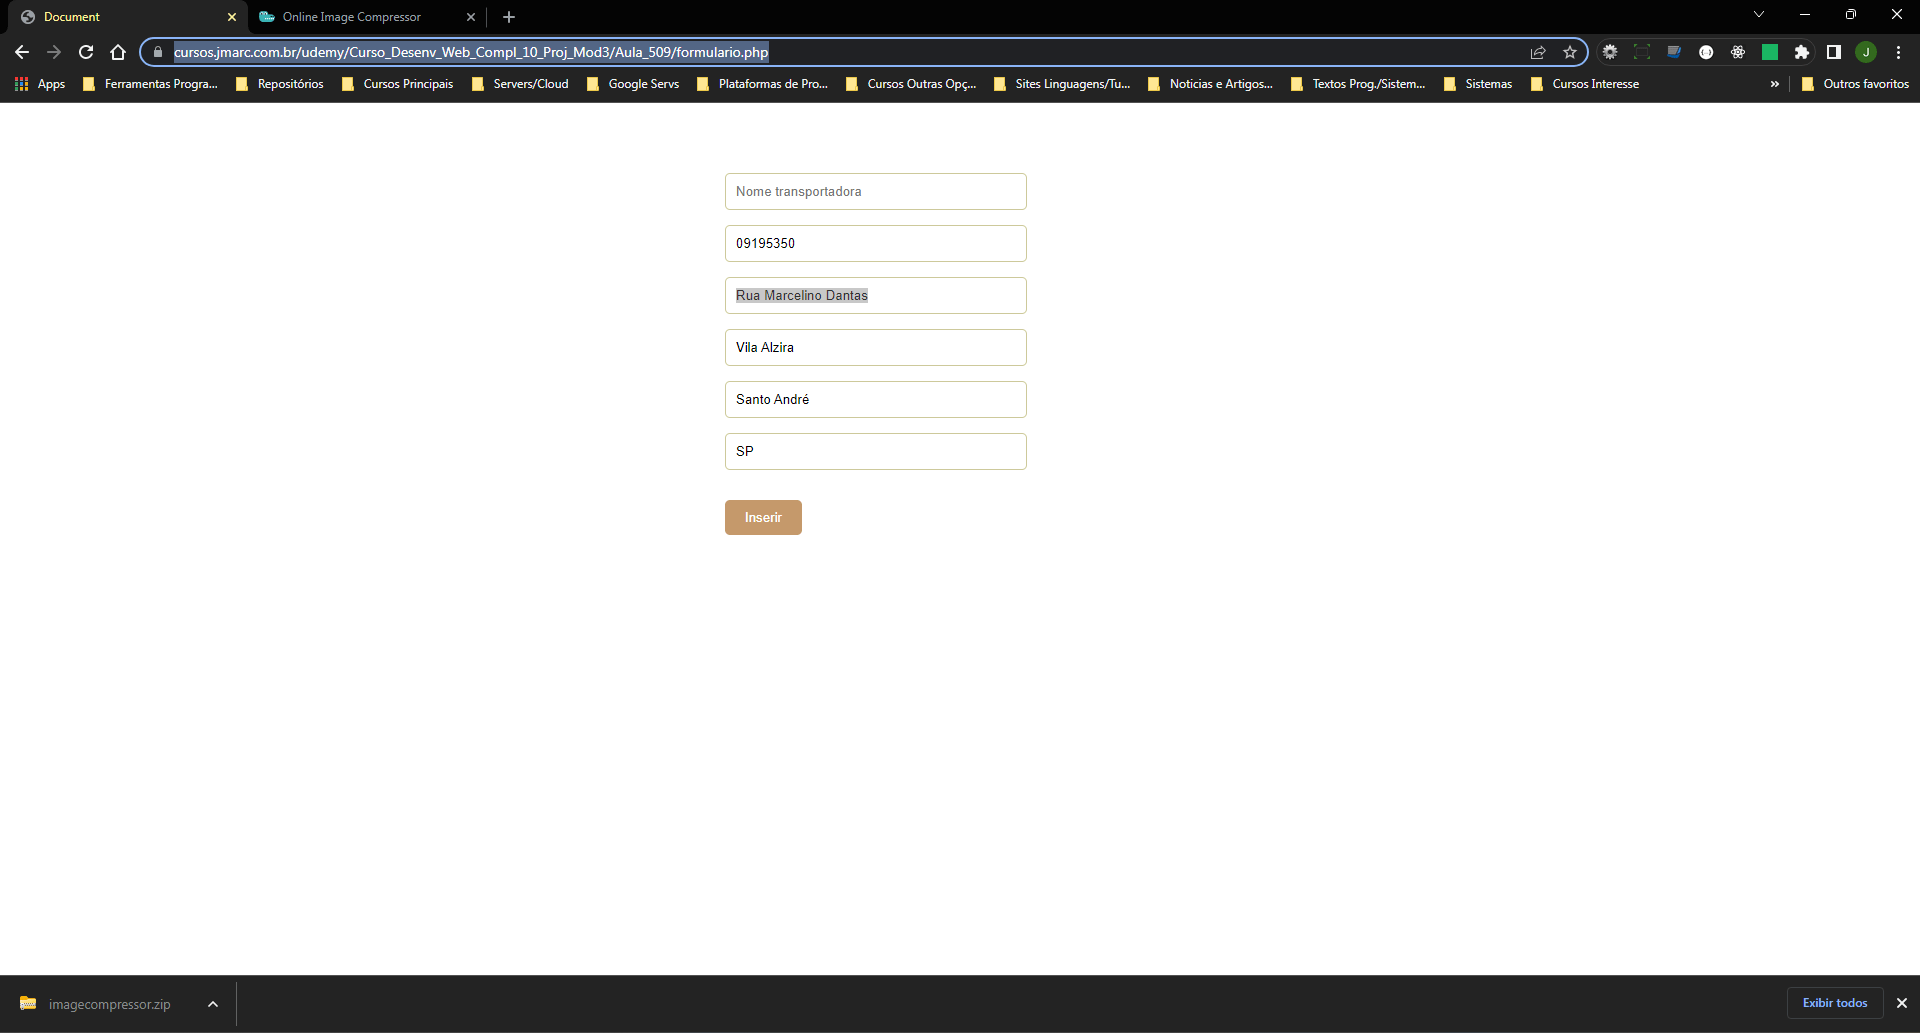 Document
Online Image Compressor
cursos.jmarc.com.br/udemy/Curso_Desenv_Web_Compl_10_Proj_Mod3/Aula_509/formulario.php
J
Apps
Ferramentas Progra...
Repositórios
Cursos Principais
Servers/Cloud
Google Servs
Plataformas de Pro...
Cursos Outras Opç...
Sites Linguagens/Tu...
Noticias e Artigos...
Textos Prog./Sistem...
Sistemas
Cursos Interesse
»
Outros favoritos
Nome transportadora
09195350
Rua Marcelino Dantas
Vila Alzira
Santo André
SP
Inserir
imagecompressor.zip
Exibir todos